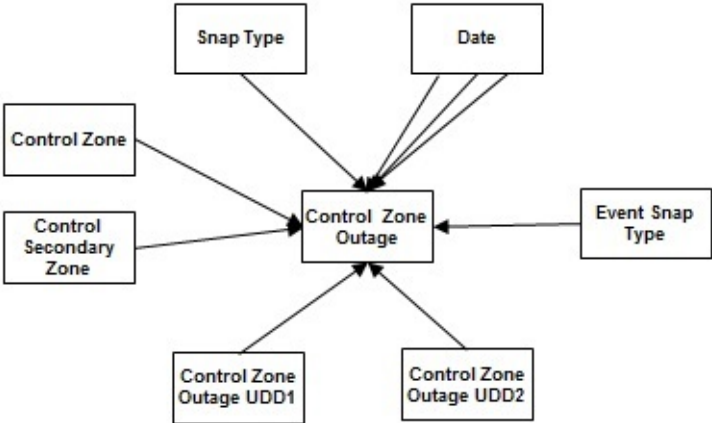 Snap Type
Date
Control Zone
Control
Secondary
Zone
Control Zone
Outage
Event Snap
Type
Control Zone
Outage UDD1
Control Zone
Outage UDD2